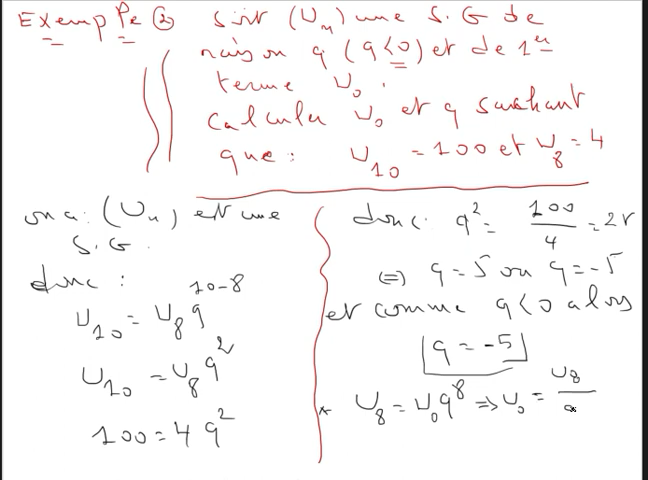 Exemple ② Soit (Uₙ) une S.G de
raison q (q<0) et de 1er
terme U₀.
calculer U₀ et q sachant
que : U₁₀ = 100 et U₈ = 4
on a : (Uₙ) est une
S.G.
donc :
U₁₀ = U₈ q¹⁰⁻⁸
U₁₀ = U₈ q²
100 = 4 q²
donc q² = 100/4 = 25
⇔ q = 5 ou q = -5
et comme q<0 alors
q = -5
* U₈ = U₀ q⁸ ⇒ U₀ = U₈/